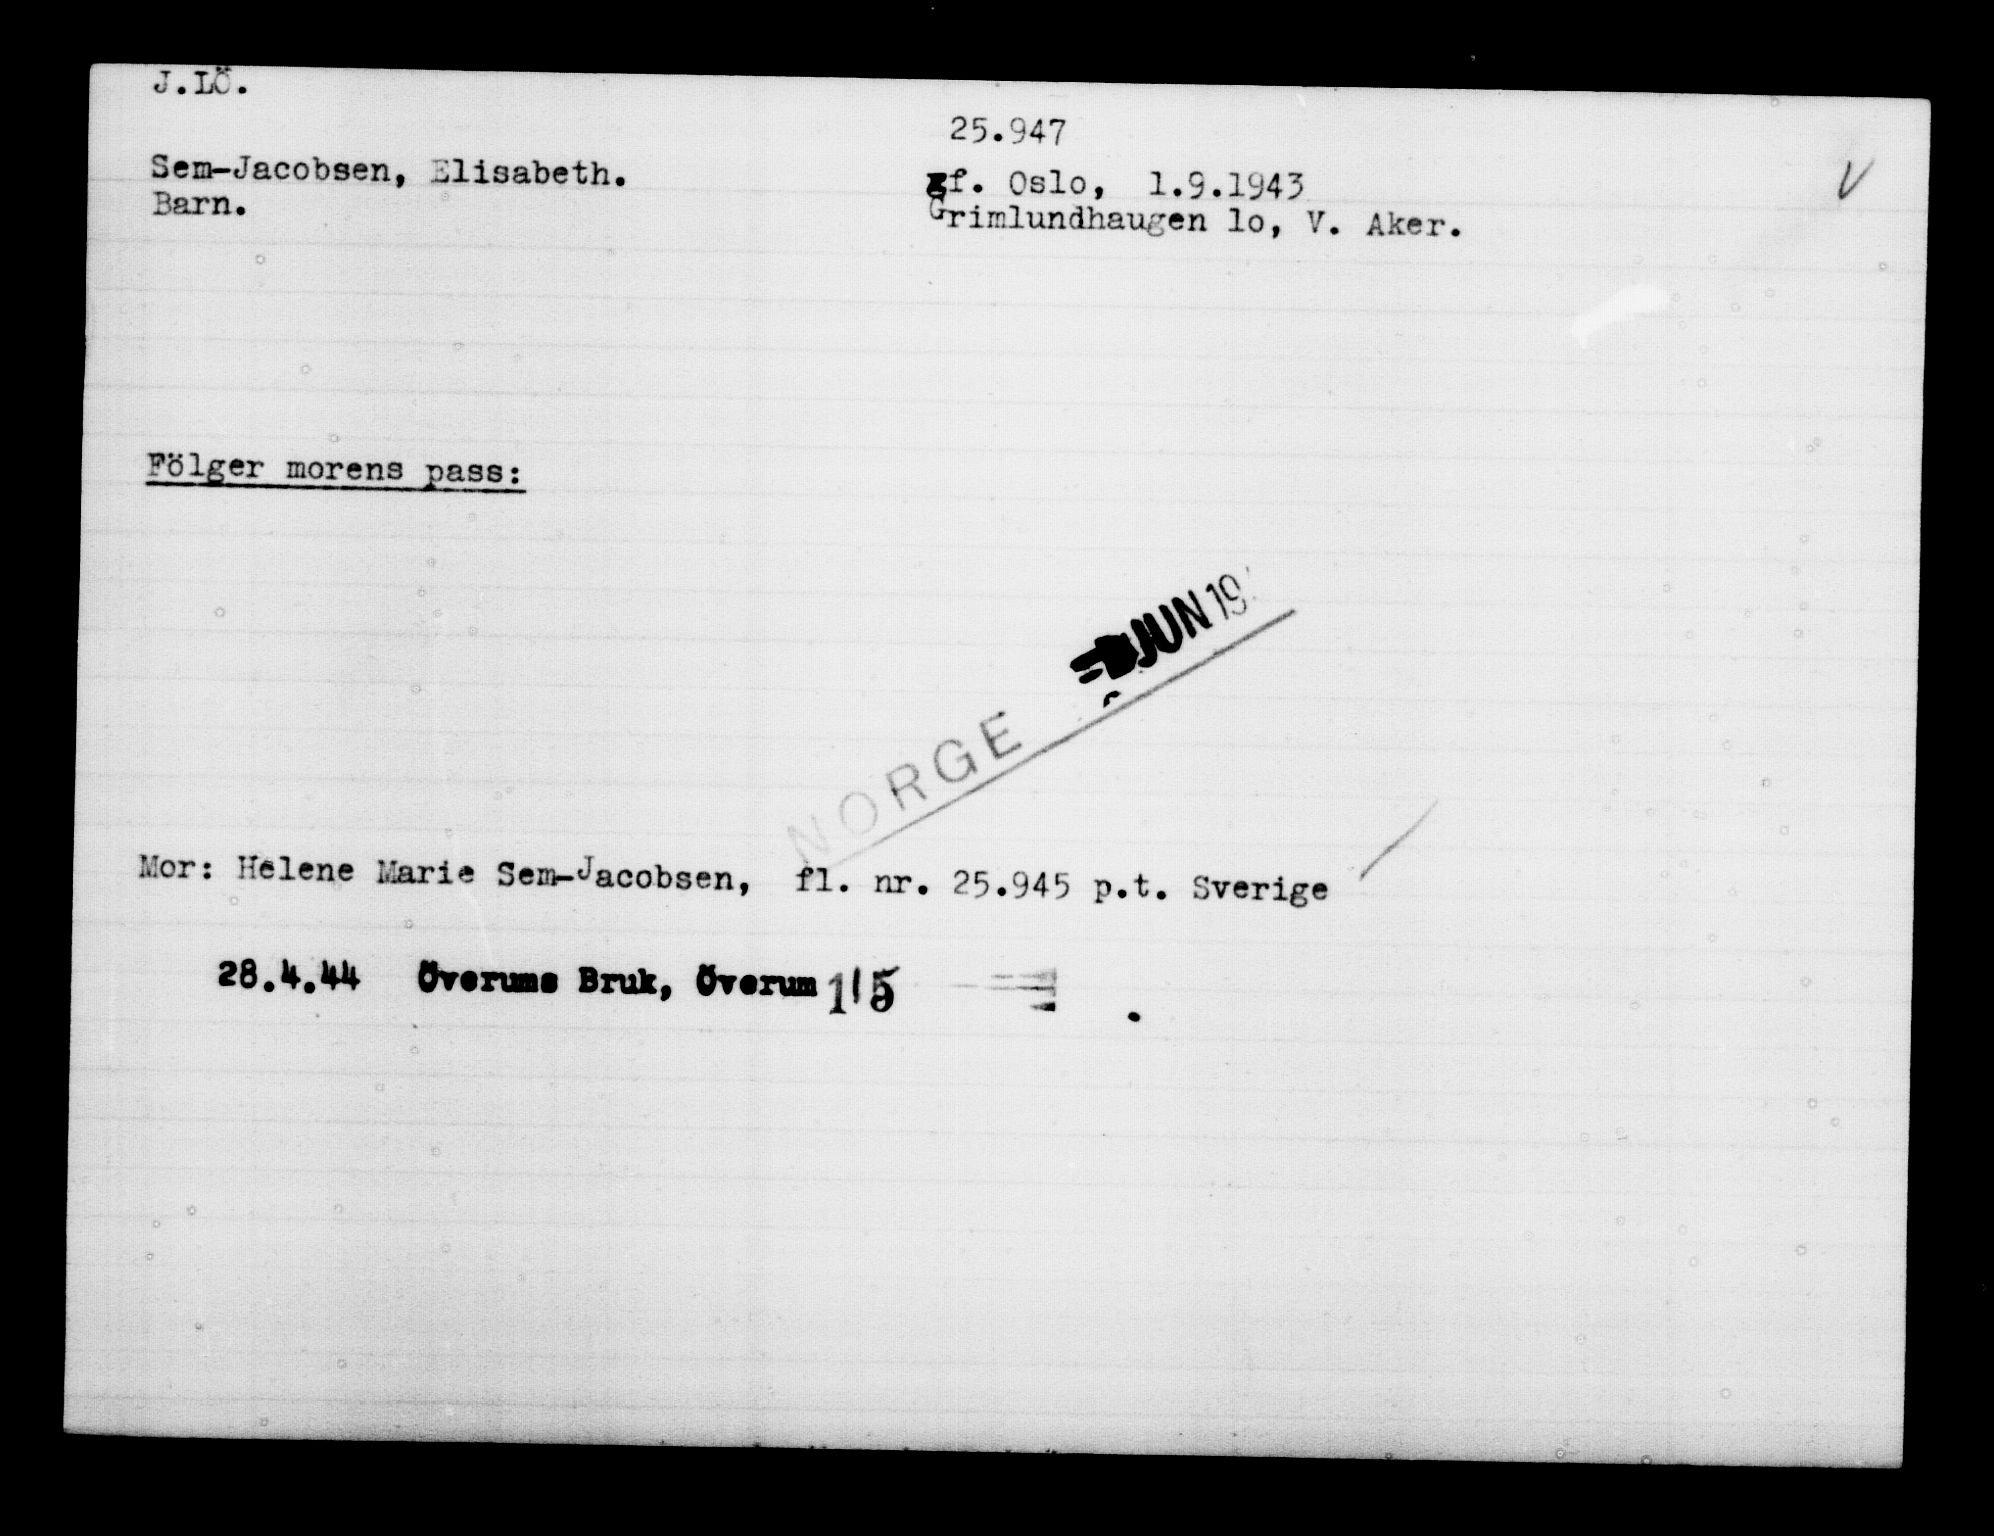 J.LÖ.
25.947
Sem-Jacobsen, Elisabeth.
f. Oslo, 1.9.1943
Barn.
Grimlundhaugen lo, V. Aker.
Fölger morens pass:
JUN 19
NORGE
Mor: Helene Marie Sem-Jacobsen, fl. nr. 25.945 p.t. Sverige
28.4.44 Överums Bruk, Överum